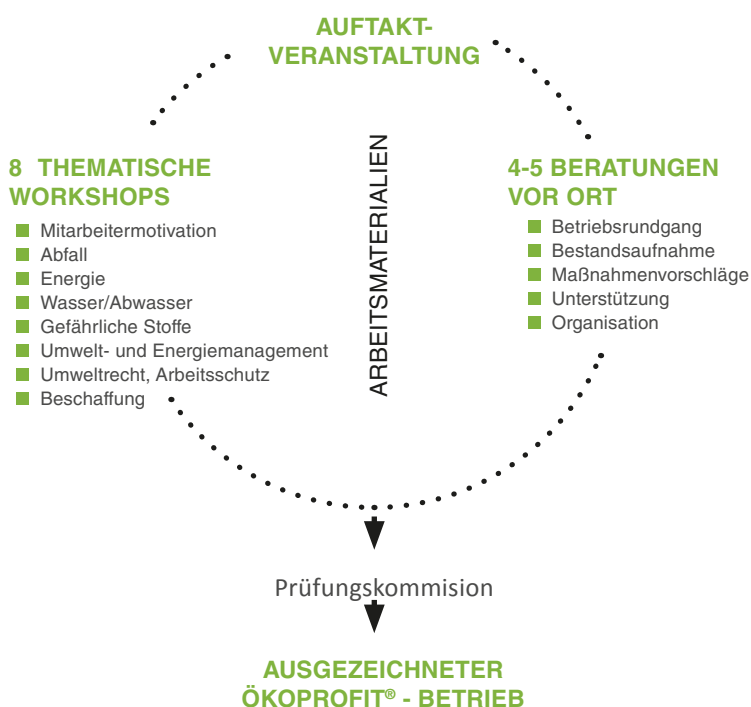 AUFTAKT-
VERANSTALTUNG
8 THEMATISCHE
WORKSHOPS
Mitarbeitermotivation
Abfall
Energie
Wasser/Abwasser
Gefährliche Stoffe
Umwelt- und Energiemanagement
Umweltrecht, Arbeitsschutz
Beschaffung
ARBEITSMATERIALIEN
4-5 BERATUNGEN
VOR ORT
Betriebsrundgang
Bestandsaufnahme
Maßnahmenvorschläge
Unterstützung
Organisation
Prüfungskommision
AUSGEZEICHNETER
ÖKOPROFIT® - BETRIEB